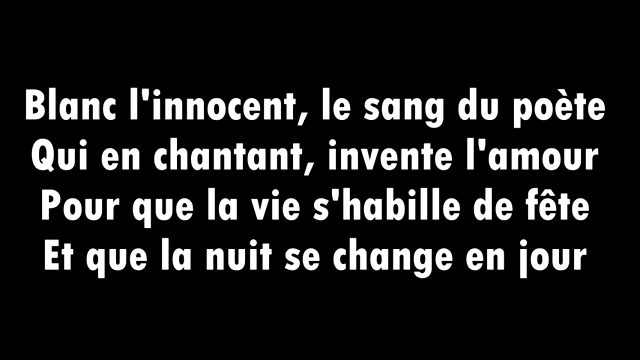 Blanc l'innocent, le sang du poète
Qui en chantant, invente l'amour
Pour que la vie s'habille de fête
Et que la nuit se change en jour